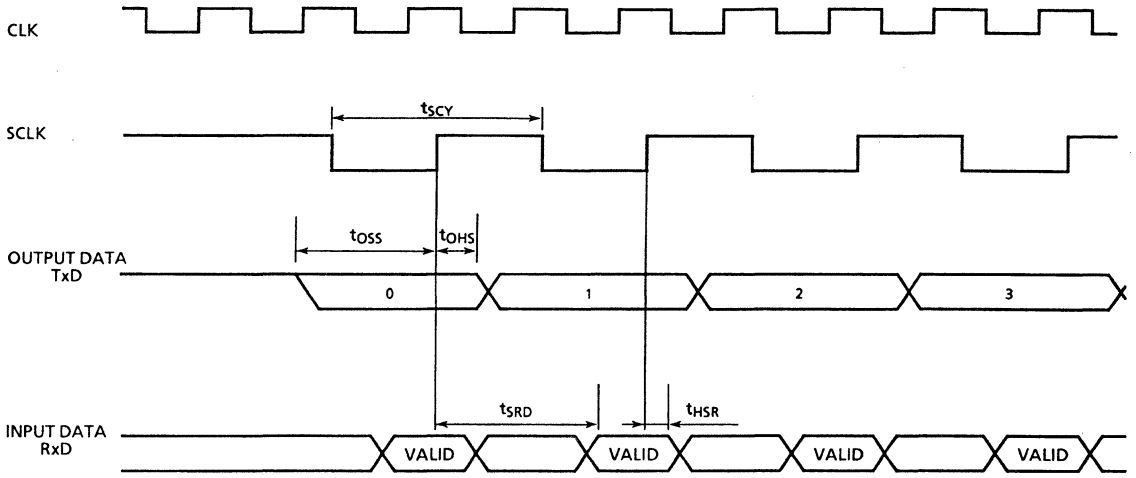 CLK
tSCY
SCLK
tOSS
tOHS
OUTPUT DATA
TxD
0
1
2
3
tSRD
tHSR
INPUT DATA
RxD
VALID
VALID
VALID
VALID